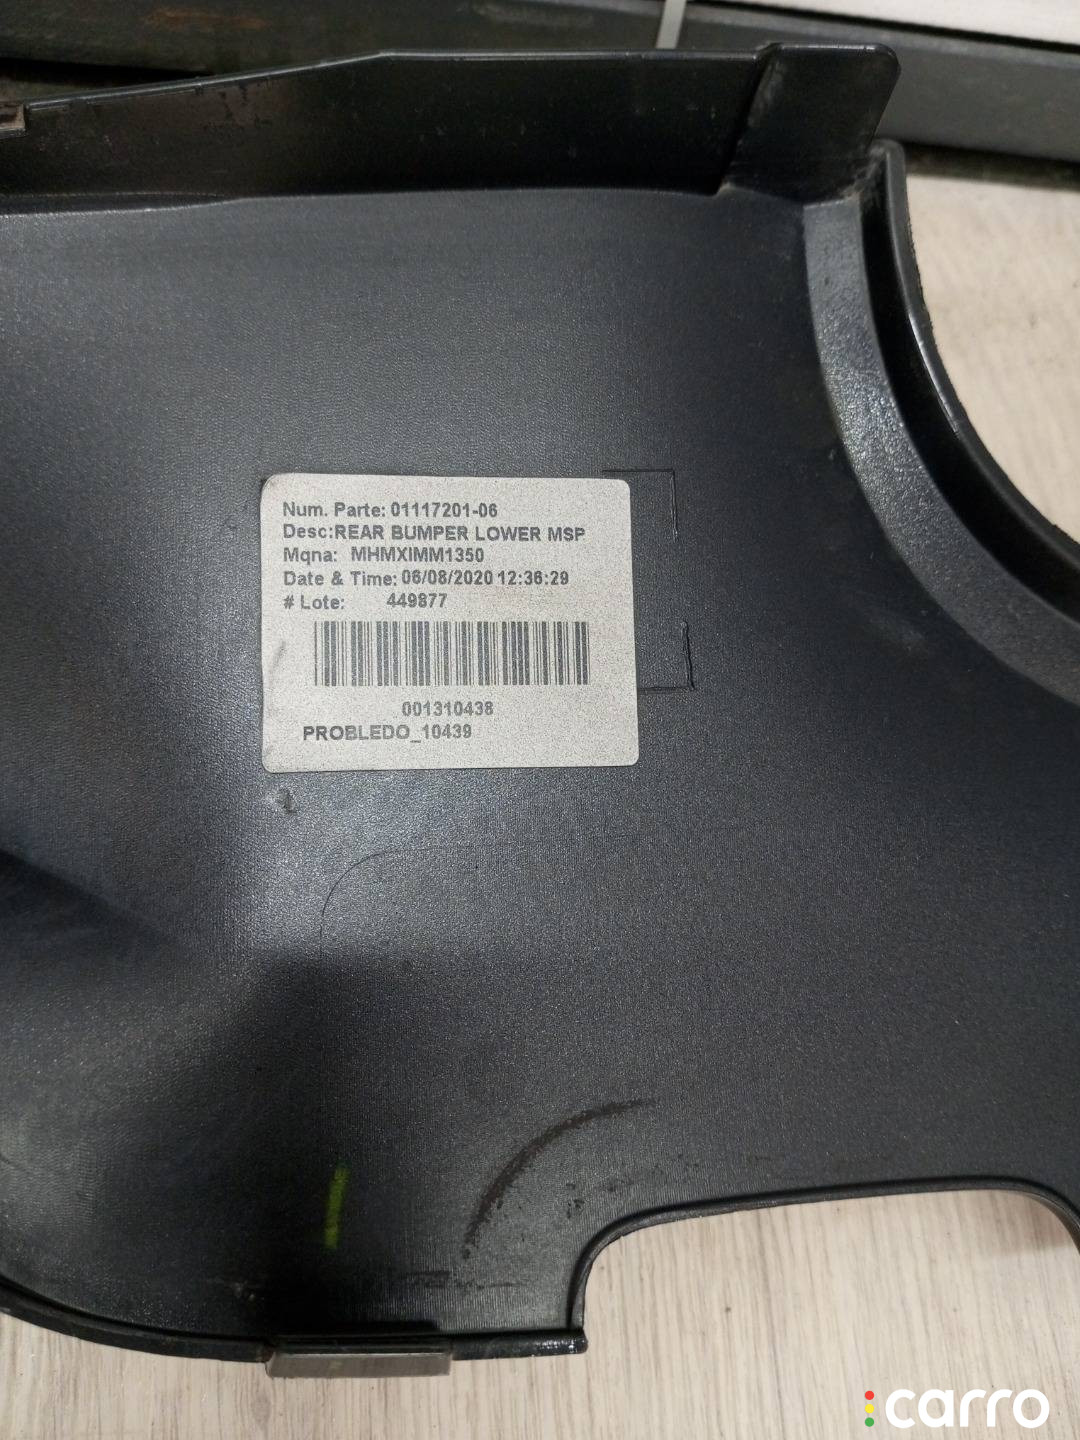 Num. Parte: 01117201-06
Desc:REAR BUMPER LOWER MSP
Mqna: MHMXIMM1350
Date & Time: 06/08/2020 12:36:29
# Lote: 449877
001310438
PROBLEDO_10439
carro